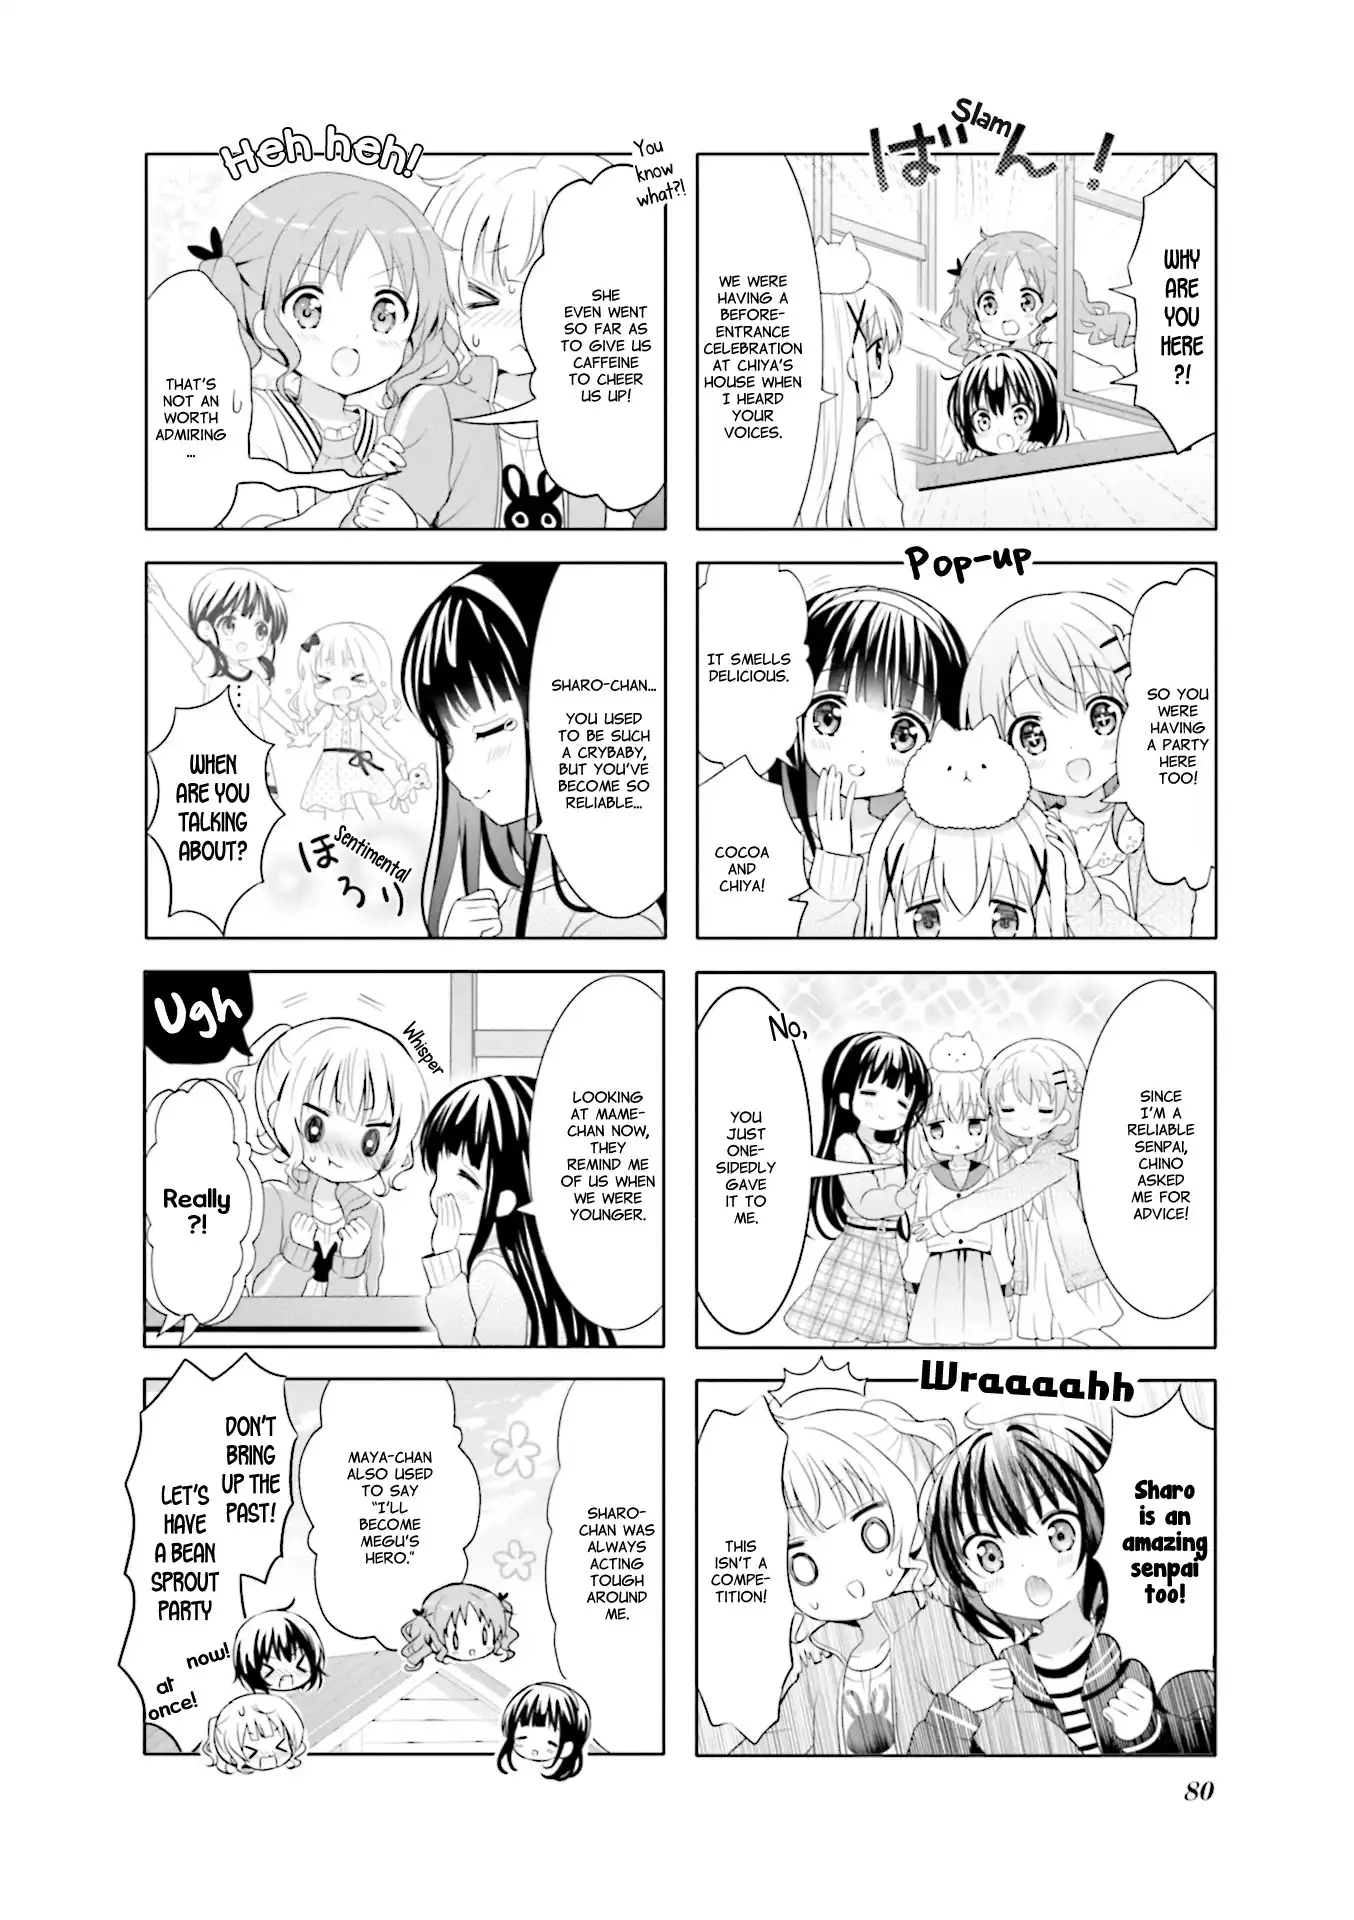 Slam
ばん!
WHY
ARE
YOU
HERE
?!
WE WERE
HAVING A
BEFORE-
ENTRANCE
CELEBRATION
AT CHIYA'S
HOUSE WHEN
I HEARD
YOUR
VOICES.
Pop-up
SO YOU
WERE
HAVING
A PARTY
HERE
TOO!
IT SMELLS
DELICIOUS.
COCOA
AND
CHIYA!
SINCE
I'M A
RELIABLE
SENPAI,
CHINO
ASKED
ME FOR
ADVICE!
No,
YOU
JUST
ONE-
SIDEDLY
GAVE
IT TO
ME.
Wraaaahh
Sharo
is an
amazing
senpai
too!
THIS
ISN'T A
COMPE-
TITION!
Heh heh!
You
know
what?!
SHE
EVEN WENT
SO FAR AS
TO GIVE US
CAFFEINE
TO CHEER
US UP!
THAT'S
NOT AN
WORTH
ADMIRING
...
SHARO-CHAN...
YOU USED
TO BE SUCH
A CRYBABY,
BUT YOU'VE
BECOME SO
RELIABLE...
Sentimental
ほろり
WHEN
ARE YOU
TALKING
ABOUT?
LOOKING
AT MAME-
CHAN NOW,
THEY
REMIND ME
OF US WHEN
WE WERE
YOUNGER.
Whisper
Ugh
Really
?!
SHARO-
CHAN WAS
ALWAYS
ACTING
TOUGH
AROUND
ME.
MAYA-CHAN
ALSO USED
TO SAY
"I'LL
BECOME
MEGU'S
HERO."
DON'T
BRING
UP THE
PAST!
LET'S
HAVE
A BEAN
SPROUT
PARTY
now!
at
once!
80